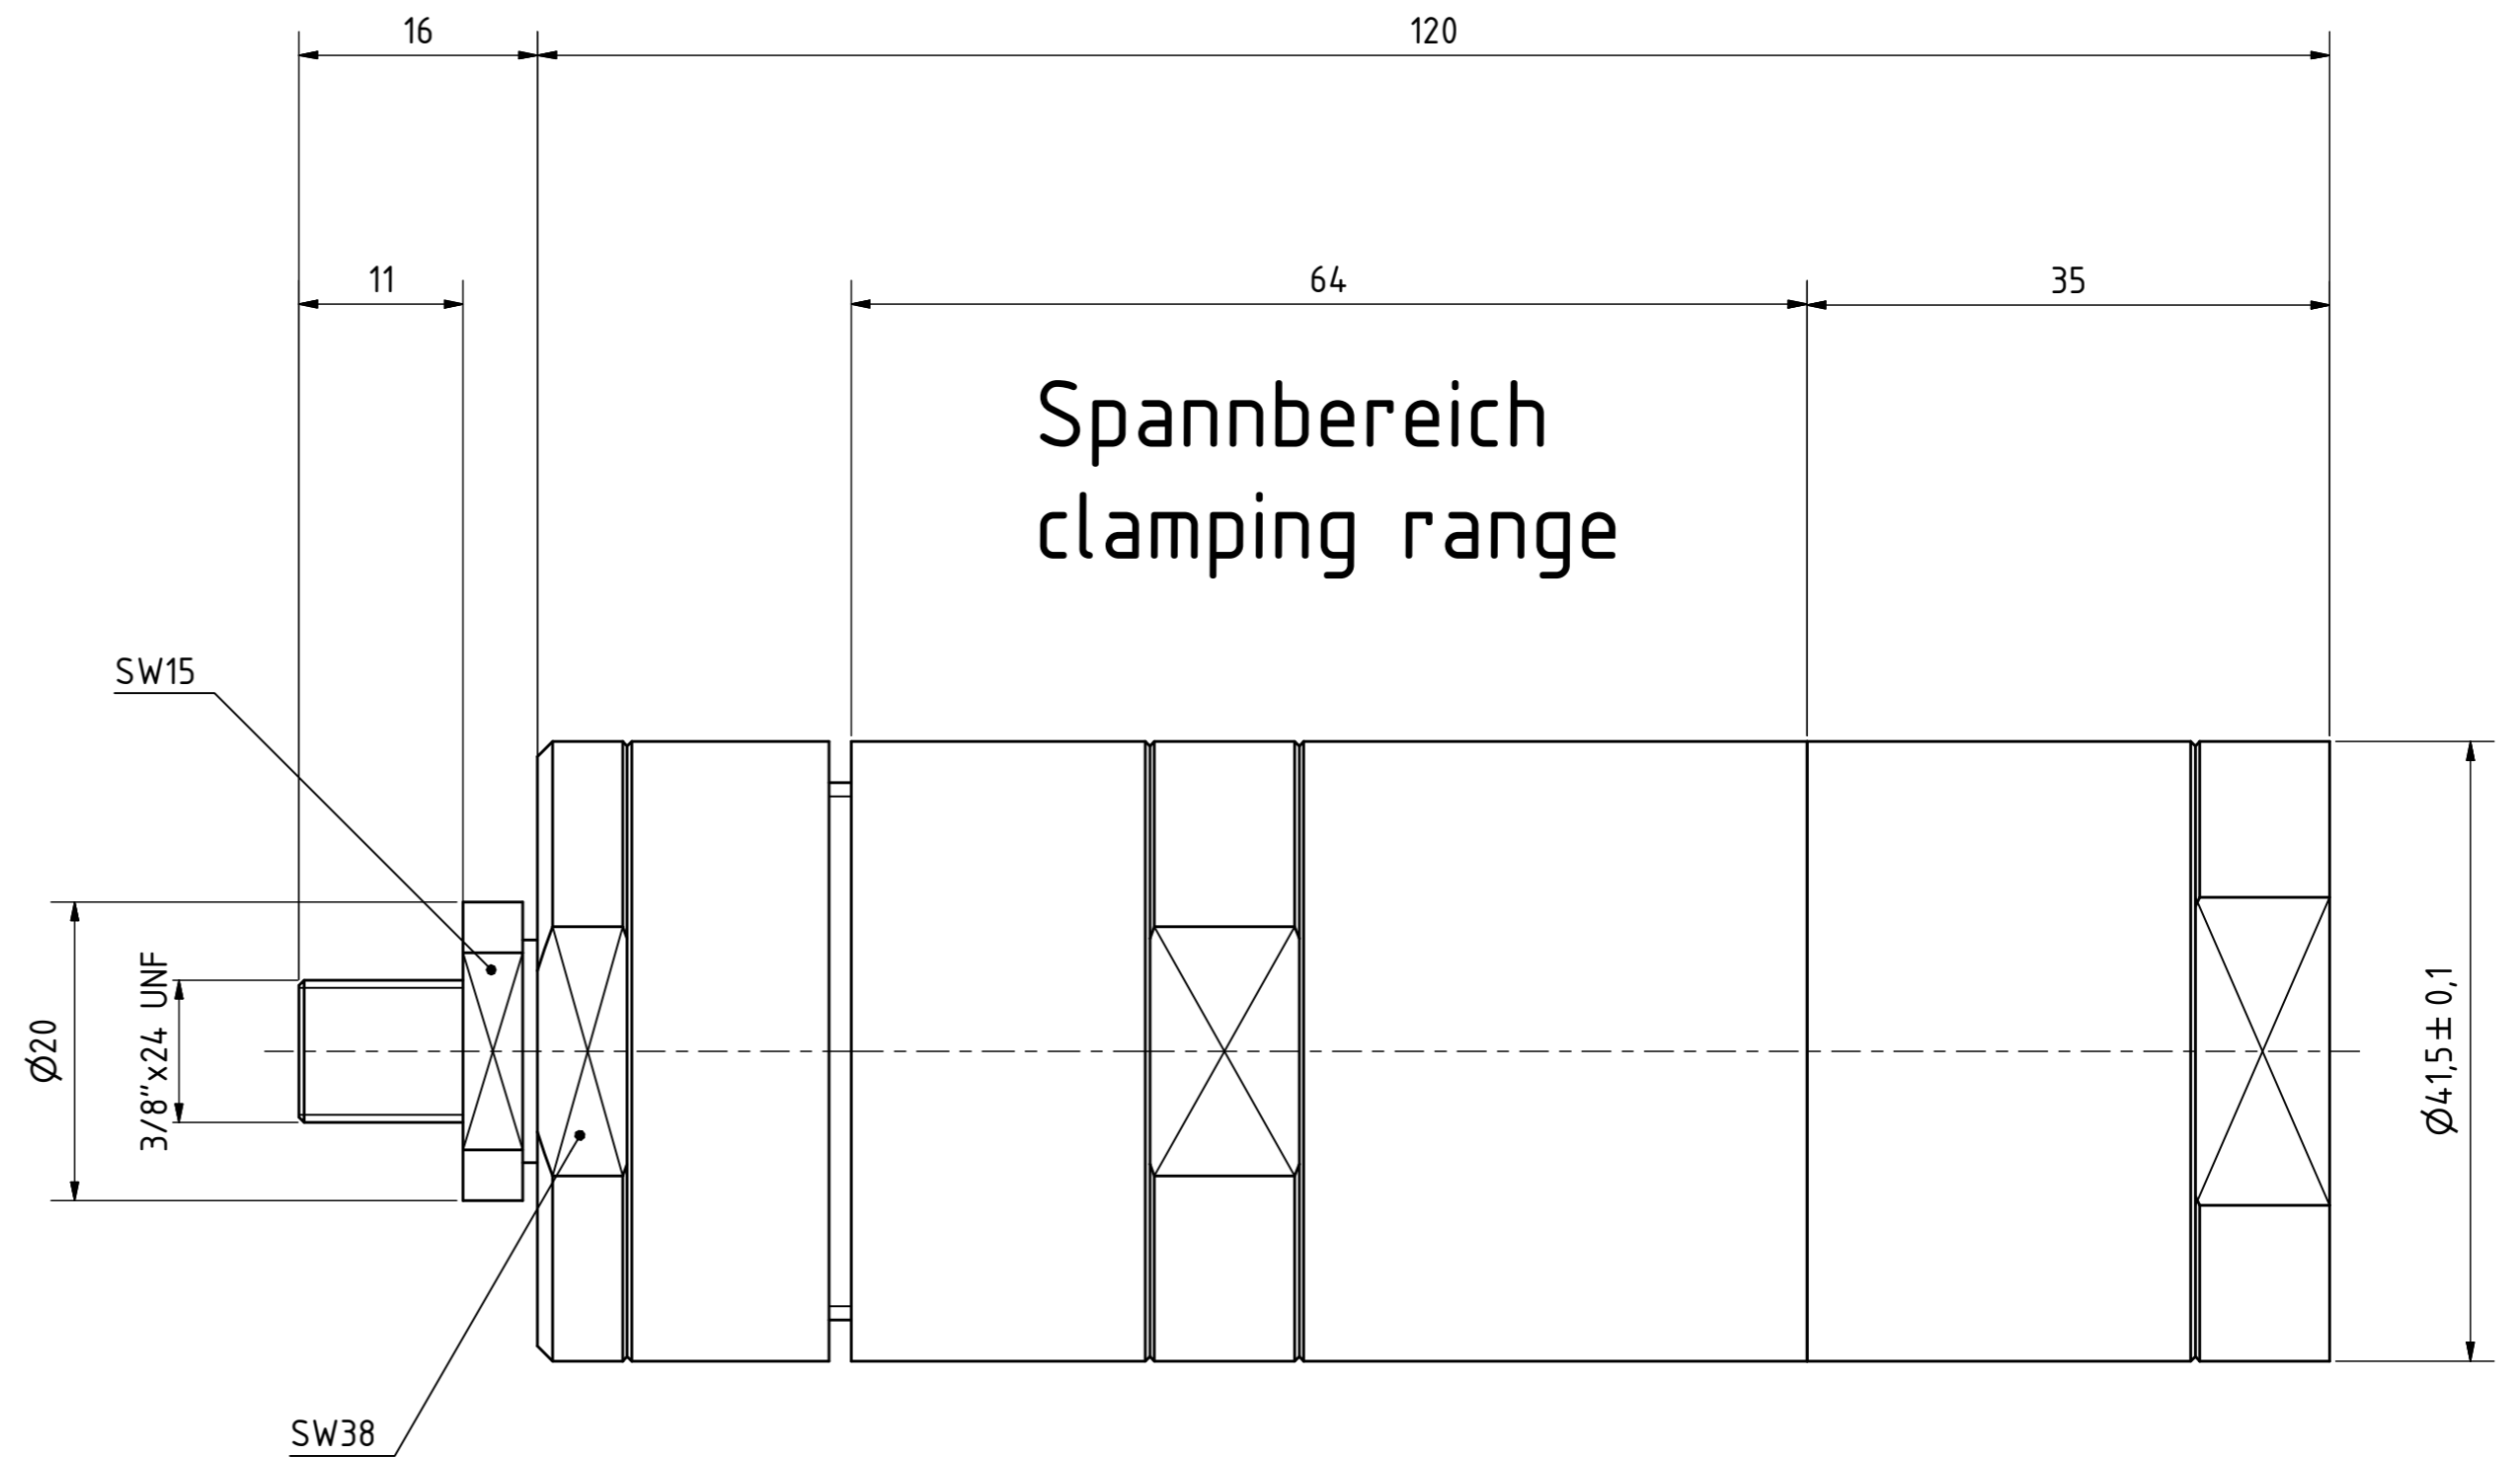 16
120
11
64
35
Spannbereich
clamping range
SW15
Ø20
3/8"x24 UNF
Ø41,5± 0,1
SW38